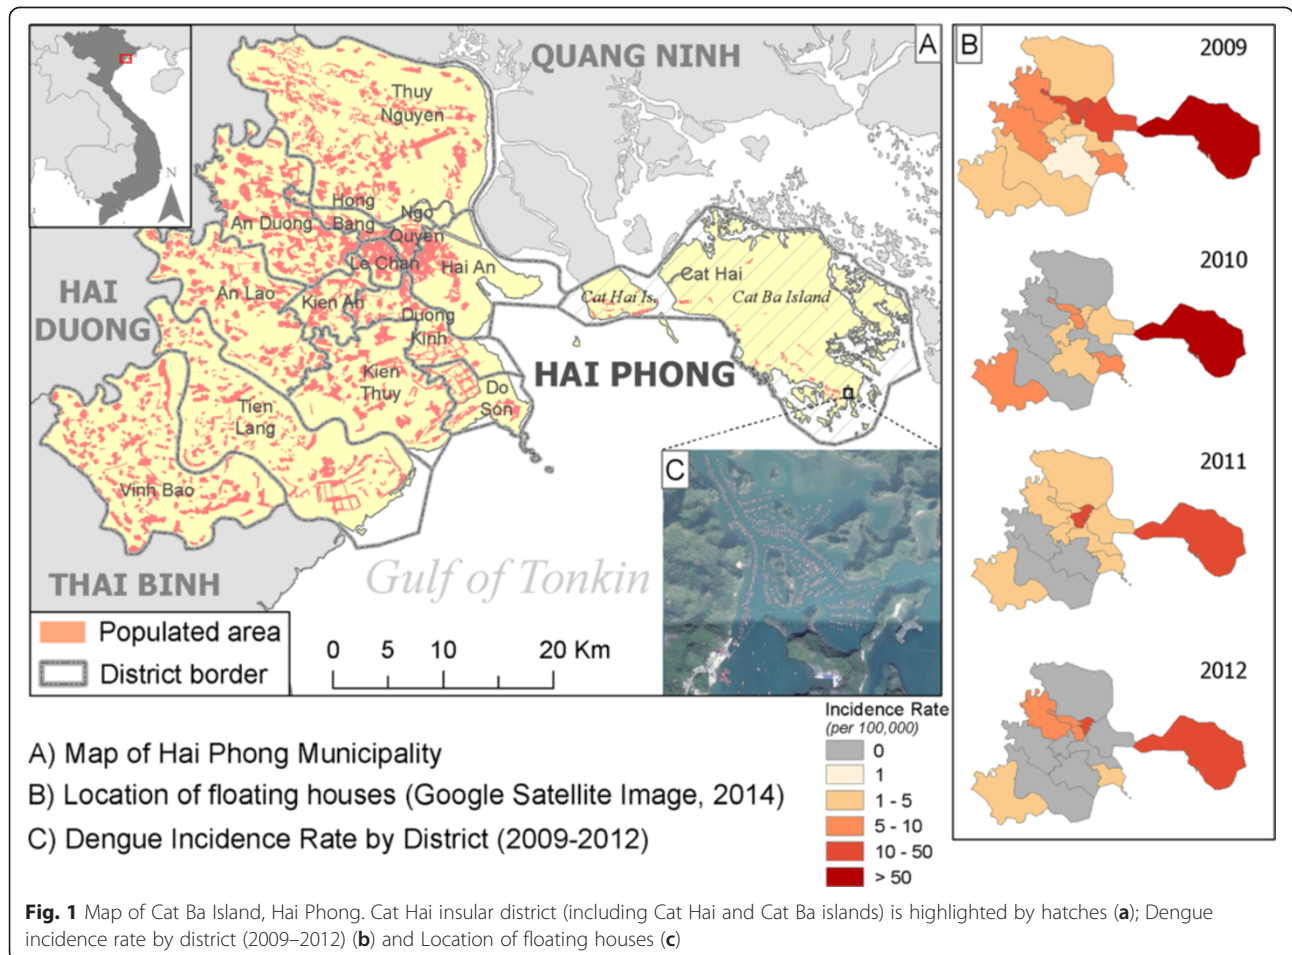 A
QUANG NINH
N
Thuy
Nguyen
Hong
Bang
Ngo
Quyen
An Duong
Le Chan
Hai An
HAI
DUONG
An Lao
Kien An
Duong
Kinh
Cat Hai Is.
Cat Hai
Cat Ba Island
HAI PHONG
Kien
Thuy
Do
Son
Tien
Lang
Vinh Bao
THAI BINH
Gulf of Tonkin
Populated area
District border
0 5 10 20 Km
C
B
2009
2010
2011
2012
Incidence Rate
(per 100,000)
0
1
1 - 5
5 - 10
10 - 50
> 50
A) Map of Hai Phong Municipality
B) Location of floating houses (Google Satellite Image, 2014)
C) Dengue Incidence Rate by District (2009-2012)
Fig. 1 Map of Cat Ba Island, Hai Phong. Cat Hai insular district (including Cat Hai and Cat Ba islands) is highlighted by hatches (a); Dengue
incidence rate by district (2009–2012) (b) and Location of floating houses (c)